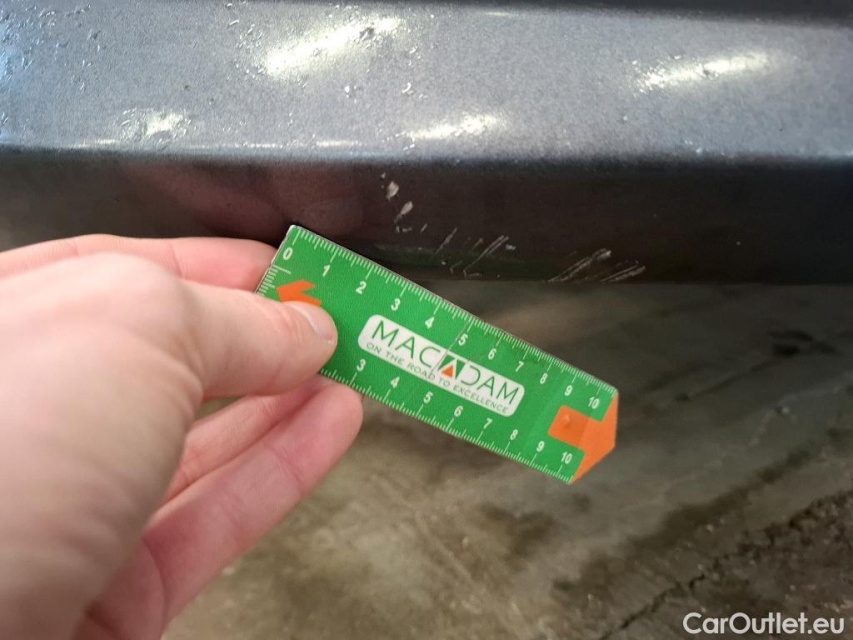 0 1 2 3 4 5 6 7 8 9 10
MACADAM
ON THE ROAD TO EXCELLENCE
3 4 5 6 7 8 9 10
CarOutlet.eu